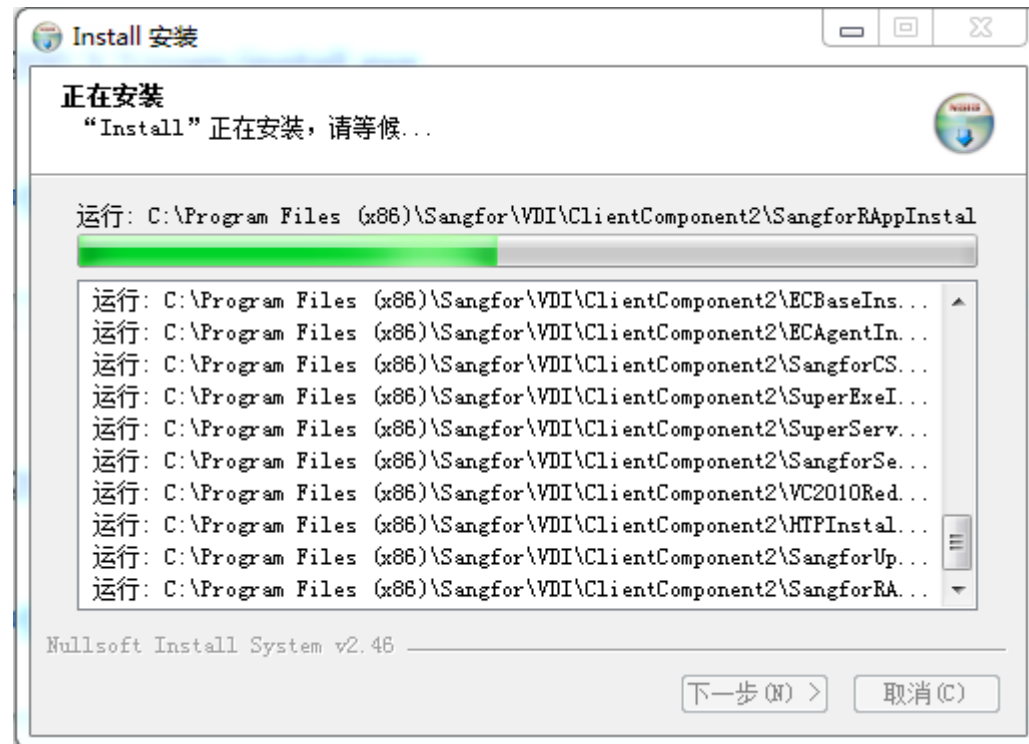 Install 安装
正在安装
“Install”正在安装，请等候...
运行: C:\Program Files (x86)\Sangfor\VDI\ClientComponent2\SangforRAppInstal
运行: C:\Program Files (x86)\Sangfor\VDI\ClientComponent2\ECBaseIns...
运行: C:\Program Files (x86)\Sangfor\VDI\ClientComponent2\ECAgentIn...
运行: C:\Program Files (x86)\Sangfor\VDI\ClientComponent2\SangforCS...
运行: C:\Program Files (x86)\Sangfor\VDI\ClientComponent2\SuperExeI...
运行: C:\Program Files (x86)\Sangfor\VDI\ClientComponent2\SuperServ...
运行: C:\Program Files (x86)\Sangfor\VDI\ClientComponent2\SangforSe...
运行: C:\Program Files (x86)\Sangfor\VDI\ClientComponent2\VC2010Red...
运行: C:\Program Files (x86)\Sangfor\VDI\ClientComponent2\HTPInstal...
运行: C:\Program Files (x86)\Sangfor\VDI\ClientComponent2\SangforUp...
运行: C:\Program Files (x86)\Sangfor\VDI\ClientComponent2\SangforRA...
Nullsoft Install System v2.46
下一步(N) >
取消(C)